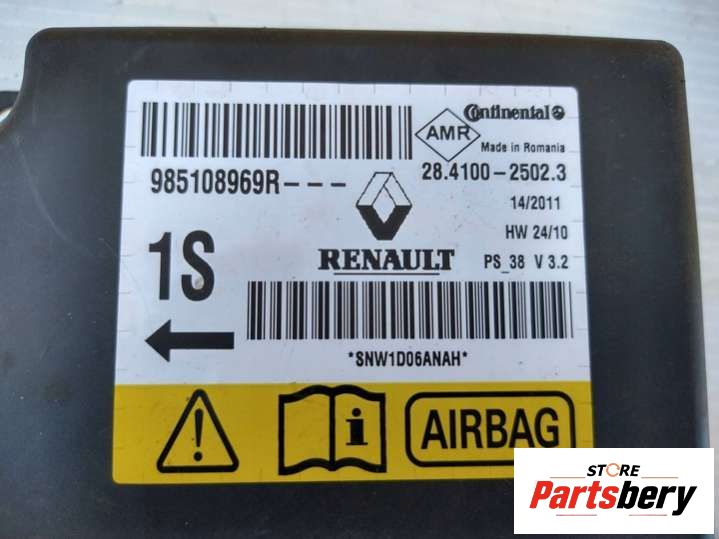 Continental
AMR
Made in Romania
985108969R---
28.4100-2502.3
14/2011
1S
HW 24/10
RENAULT
PS_38 V 3.2
*SNW1D06ANAH*
! i AIRBAG
STORE
Partsbery